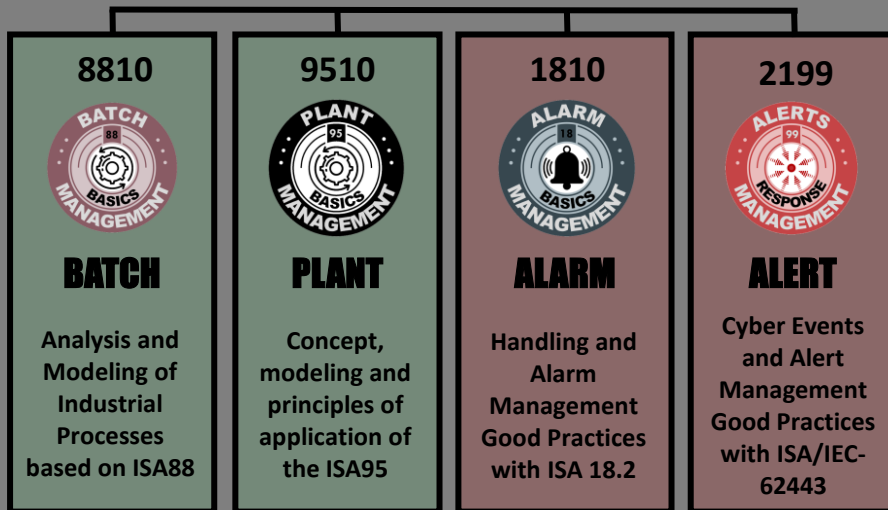 8810
BATCH
88
BASICS
MANAGEMENT
BATCH
Analysis and
Modeling of
Industrial
Processes
based on ISA88
9510
PLANT
95
BASICS
MANAGEMENT
PLANT
Concept,
modeling and
principles of
application of
the ISA95
1810
ALARM
18
BASICS
MANAGEMENT
ALARM
Handling and
Alarm
Management
Good Practices
with ISA 18.2
2199
ALERTS
99
RESPONSE
MANAGEMENT
ALERT
Cyber Events
and Alert
Management
Good Practices
with ISA/IEC-
62443